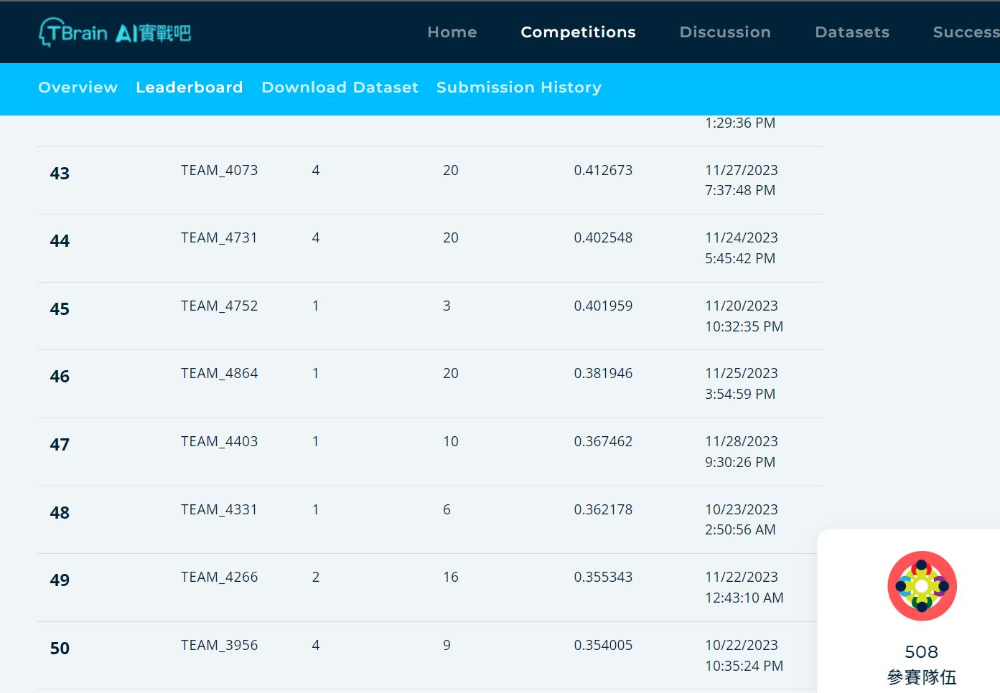 TBrain AI實戰吧
Home Competitions Discussion Datasets Success
Overview Leaderboard Download Dataset Submission History
1:29:36 PM
43 TEAM_4073 4 20 0.412673 11/27/2023
7:37:48 PM
44 TEAM_4731 4 20 0.402548 11/24/2023
5:45:42 PM
45 TEAM_4752 1 3 0.401959 11/20/2023
10:32:35 PM
46 TEAM_4864 1 20 0.381946 11/25/2023
3:54:59 PM
47 TEAM_4403 1 10 0.367462 11/28/2023
9:30:26 PM
48 TEAM_4331 1 6 0.362178 10/23/2023
2:50:56 AM
49 TEAM_4266 2 16 0.355343 11/22/2023
12:43:10 AM
50 TEAM_3956 4 9 0.354005 10/22/2023
10:35:24 PM
508
參賽隊伍